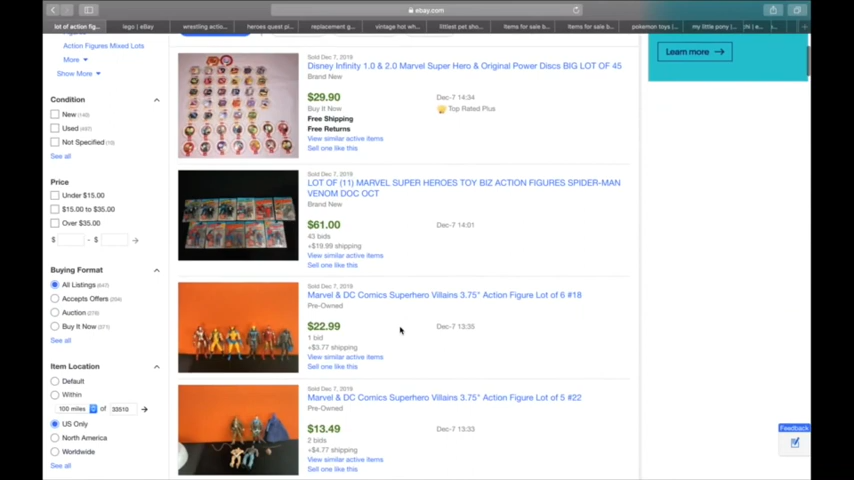 ebay.com
lot of action fig...
lego | eBay
wrestling actio...
heroes quest pi...
replacement g...
vintage hot wh...
littlest pet sho...
items for sale b...
items for sale b...
pokemon toys |...
my little pony |...
Action Figures Mixed Lots
More
Show More
Condition
New (140)
Used (497)
Not Specified (10)
See all
Price
Under $15.00
$15.00 to $35.00
Over $35.00
$ - $
Buying Format
All Listings (647)
Accepts Offers (204)
Auction (276)
Buy It Now (371)
See all
Item Location
Default
Within
100 miles of 33510
US Only
North America
Worldwide
See all
Sold Dec 7, 2019
Disney Infinity 1.0 & 2.0 Marvel Super Hero & Original Power Discs BIG LOT OF 45
Brand New
$29.90 Dec-7 14:34
Buy It Now Top Rated Plus
Free Shipping
Free Returns
View similar active items
Sell one like this
Sold Dec 7, 2019
LOT OF (11) MARVEL SUPER HEROES TOY BIZ ACTION FIGURES SPIDER-MAN
VENOM DOC OCT
Brand New
$61.00 Dec-7 14:01
43 bids
+$19.99 shipping
View similar active items
Sell one like this
Sold Dec 7, 2019
Marvel & DC Comics Superhero Villains 3.75" Action Figure Lot of 6 #18
Pre-Owned
$22.99 Dec-7 13:35
1 bid
+$3.77 shipping
View similar active items
Sell one like this
Sold Dec 7, 2019
Marvel & DC Comics Superhero Villains 3.75" Action Figure Lot of 5 #22
Pre-Owned
$13.49 Dec-7 13:33
2 bids
+$4.77 shipping
View similar active items
Sell one like this
Learn more
Feedback